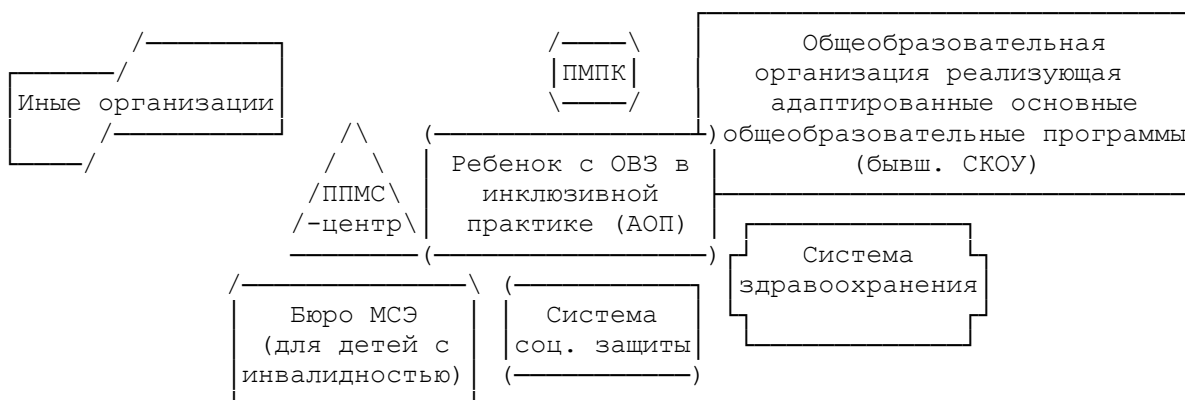 Иные организации
ПМПК
Общеобразовательная
организация реализующая
адаптированные основные
общеобразовательные программы
(бывш. СКОУ)
ППМС
-центр
Ребенок с ОВЗ в
инклюзивной
практике (АОП)
Система
здравоохранения
Бюро МСЭ
(для детей с
инвалидностью)
Система
соц. защиты